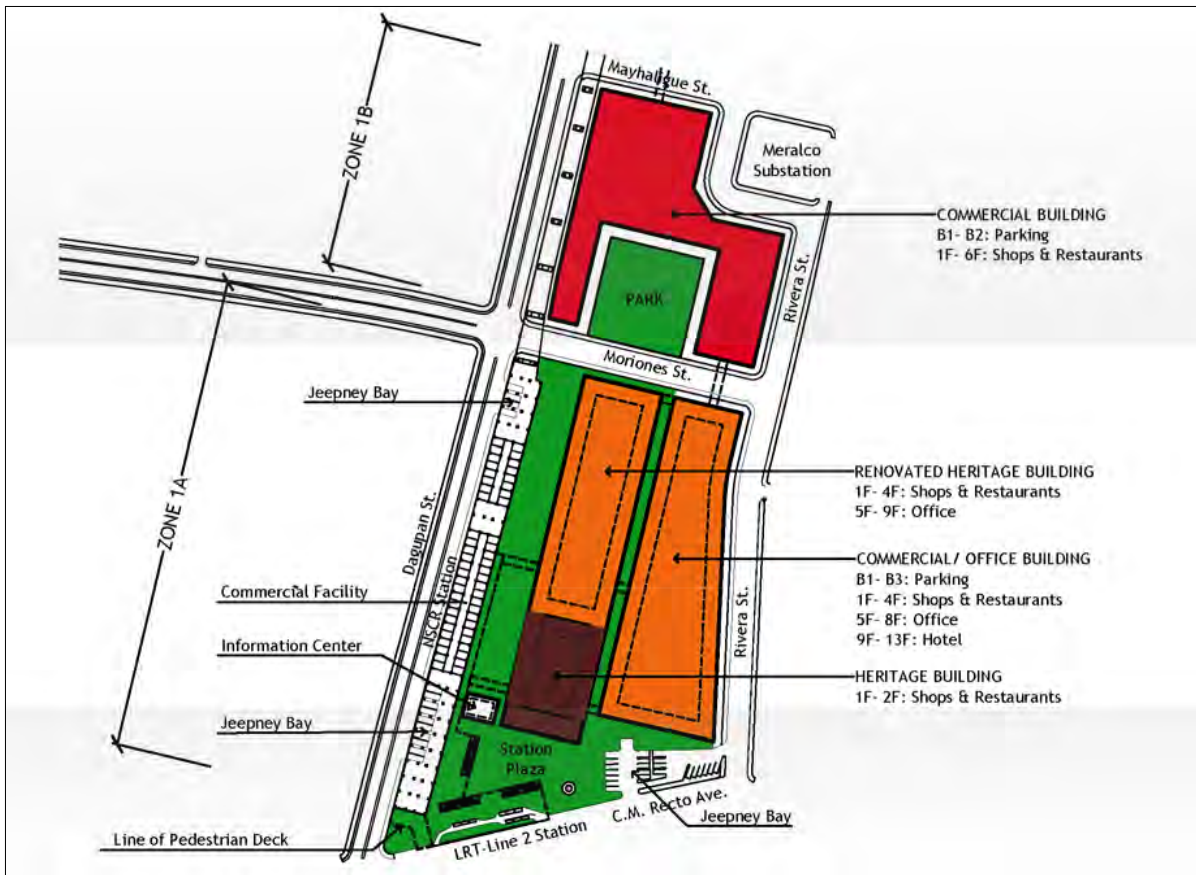 Mayhaligue St.
ZONE 1B
Meralco
Substation
COMMERCIAL BUILDING
B1- B2: Parking
1F- 6F: Shops & Restaurants
Rivera St.
PARK
Moriones St.
Jeepney Bay
ZONE 1A
Dagupan St.
RENOVATED HERITAGE BUILDING
1F- 4F: Shops & Restaurants
5F- 9F: Office
COMMERCIAL/ OFFICE BUILDING
B1- B3: Parking
1F- 4F: Shops & Restaurants
5F- 8F: Office
9F- 13F: Hotel
Commercial Facility
NSCR Station
Rivera St.
Information Center
HERITAGE BUILDING
1F- 2F: Shops & Restaurants
Jeepney Bay
Station
Plaza
C.M. Recto Ave.
Jeepney Bay
Line of Pedestrian Deck
LRT-Line 2 Station